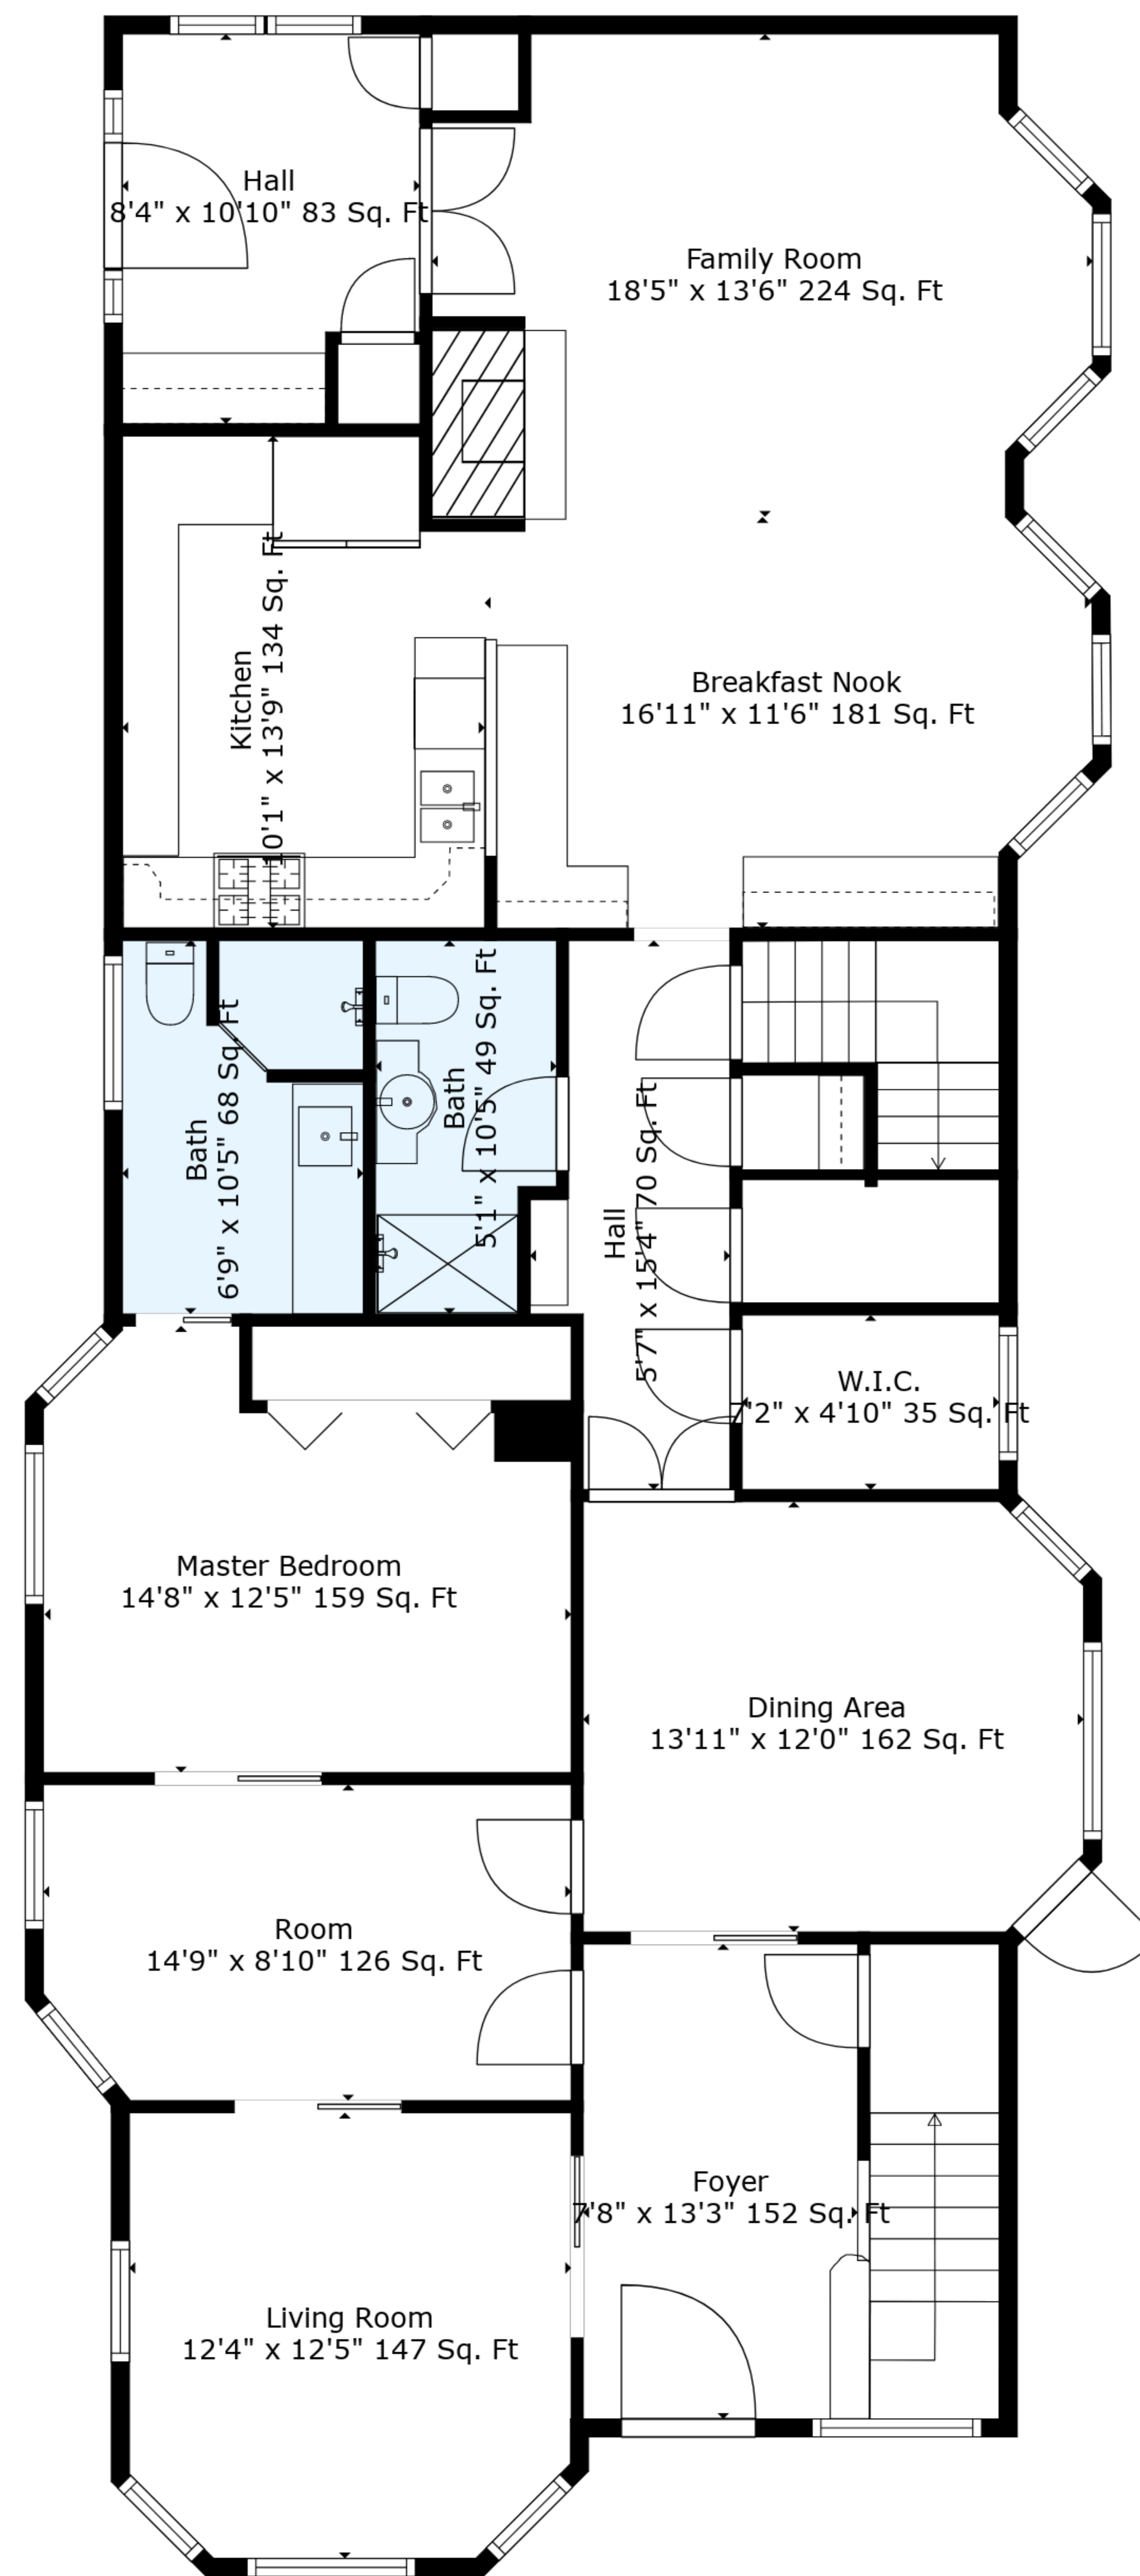 Hall
8'4" x 10'10" 83 Sq. Ft
Family Room
18'5" x 13'6" 224 Sq. Ft
Kitchen
10'1" x 13'9" 134 Sq. Ft
Breakfast Nook
16'11" x 11'6" 181 Sq. Ft
Bath
6'9" x 10'5" 68 Sq. Ft
Bath
5'1" x 10'5" 49 Sq. Ft
Hall
5'7" x 15'4" 70 Sq. Ft
W.I.C.
7'2" x 4'10" 35 Sq. Ft
Master Bedroom
14'8" x 12'5" 159 Sq. Ft
Dining Area
13'11" x 12'0" 162 Sq. Ft
Room
14'9" x 8'10" 126 Sq. Ft
Foyer
7'8" x 13'3" 152 Sq. Ft
Living Room
12'4" x 12'5" 147 Sq. Ft